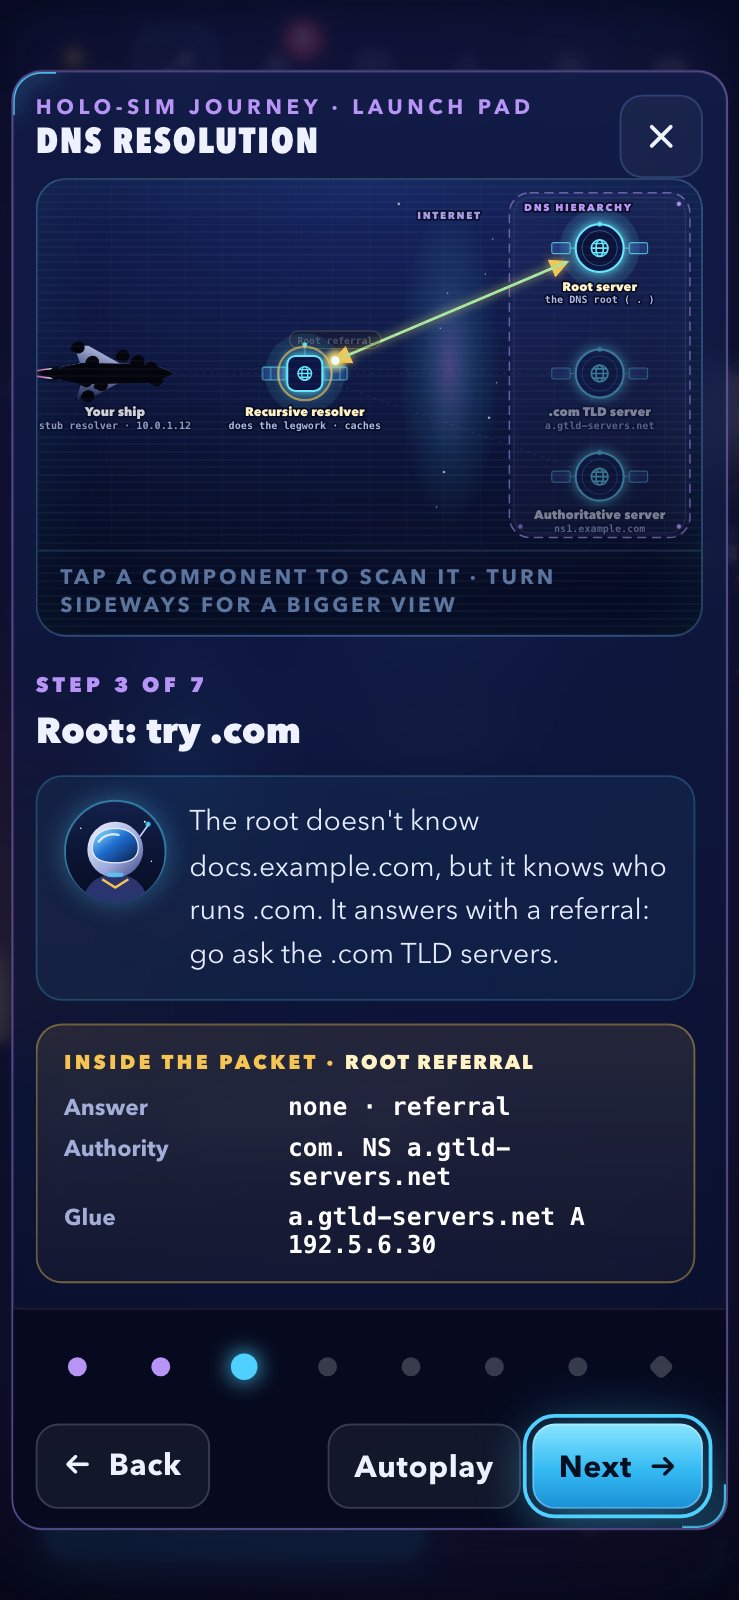 HOLO-SIM JOURNEY · LAUNCH PAD
DNS RESOLUTION
INTERNET
DNS HIERARCHY
Root server
the DNS root ( . )
Root referral
Your ship
stub resolver · 10.0.1.12
Recursive resolver
does the legwork · caches
.com TLD server
a.gtld-servers.net
Authoritative server
ns1.example.com
TAP A COMPONENT TO SCAN IT · TURN
SIDEWAYS FOR A BIGGER VIEW
STEP 3 OF 7
Root: try .com
The root doesn't know
docs.example.com, but it knows who
runs .com. It answers with a referral:
go ask the .com TLD servers.
INSIDE THE PACKET · ROOT REFERRAL
Answer none · referral
Authority com. NS a.gtld-
servers.net
Glue a.gtld-servers.net A
192.5.6.30
← Back
Autoplay
Next →